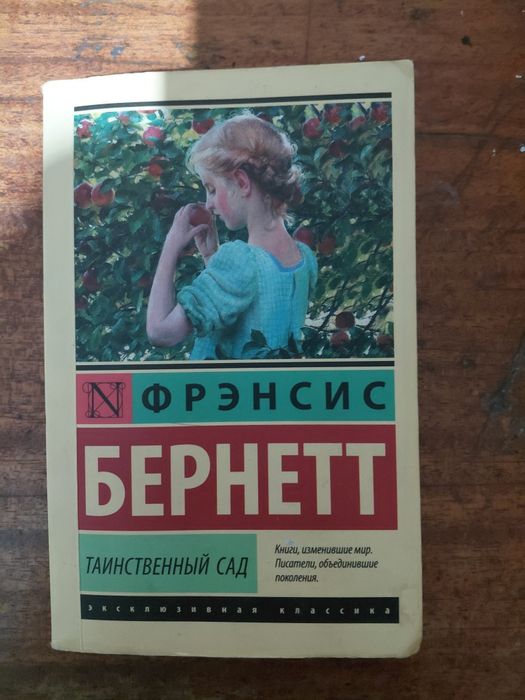 N ФРЭНСИС
БЕРНЕТТ
ТАИНСТВЕННЫЙ САД
Книги, изменившие мир.
Писатели, объединившие
поколения.
эксклюзивная классика